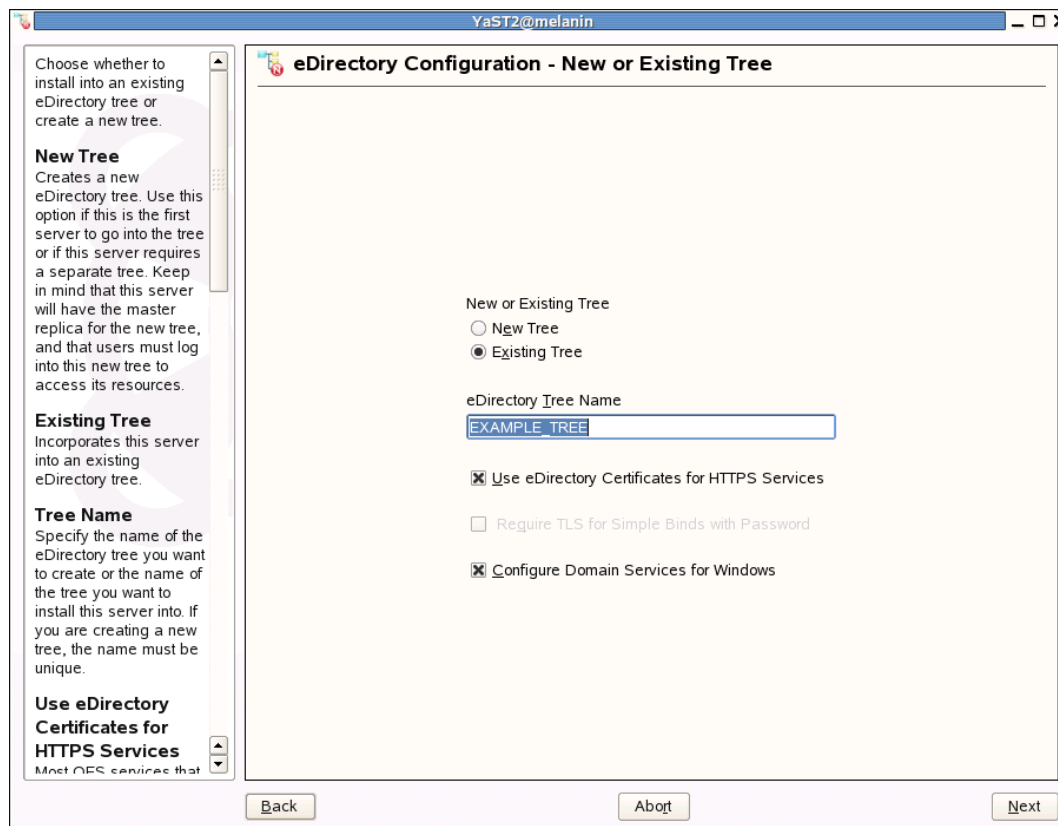 YaST2@melanin
Choose whether to
install into an existing
eDirectory tree or
create a new tree.
New Tree
Creates a new
eDirectory tree. Use this
option if this is the first
server to go into the tree
or if this server requires
a separate tree. Keep
in mind that this server
will have the master
replica for the new tree,
and that users must log
into this new tree to
access its resources.
Existing Tree
Incorporates this server
into an existing
eDirectory tree.
Tree Name
Specify the name of the
eDirectory tree you want
to create or the name of
the tree you want to
install this server into. If
you are creating a new
tree, the name must be
unique.
Use eDirectory
Certificates for
HTTPS Services
Most OES services that
eDirectory Configuration - New or Existing Tree
New or Existing Tree
New Tree
Existing Tree
eDirectory Tree Name
EXAMPLE_TREE
Use eDirectory Certificates for HTTPS Services
Require TLS for Simple Binds with Password
Configure Domain Services for Windows
Back
Abort
Next